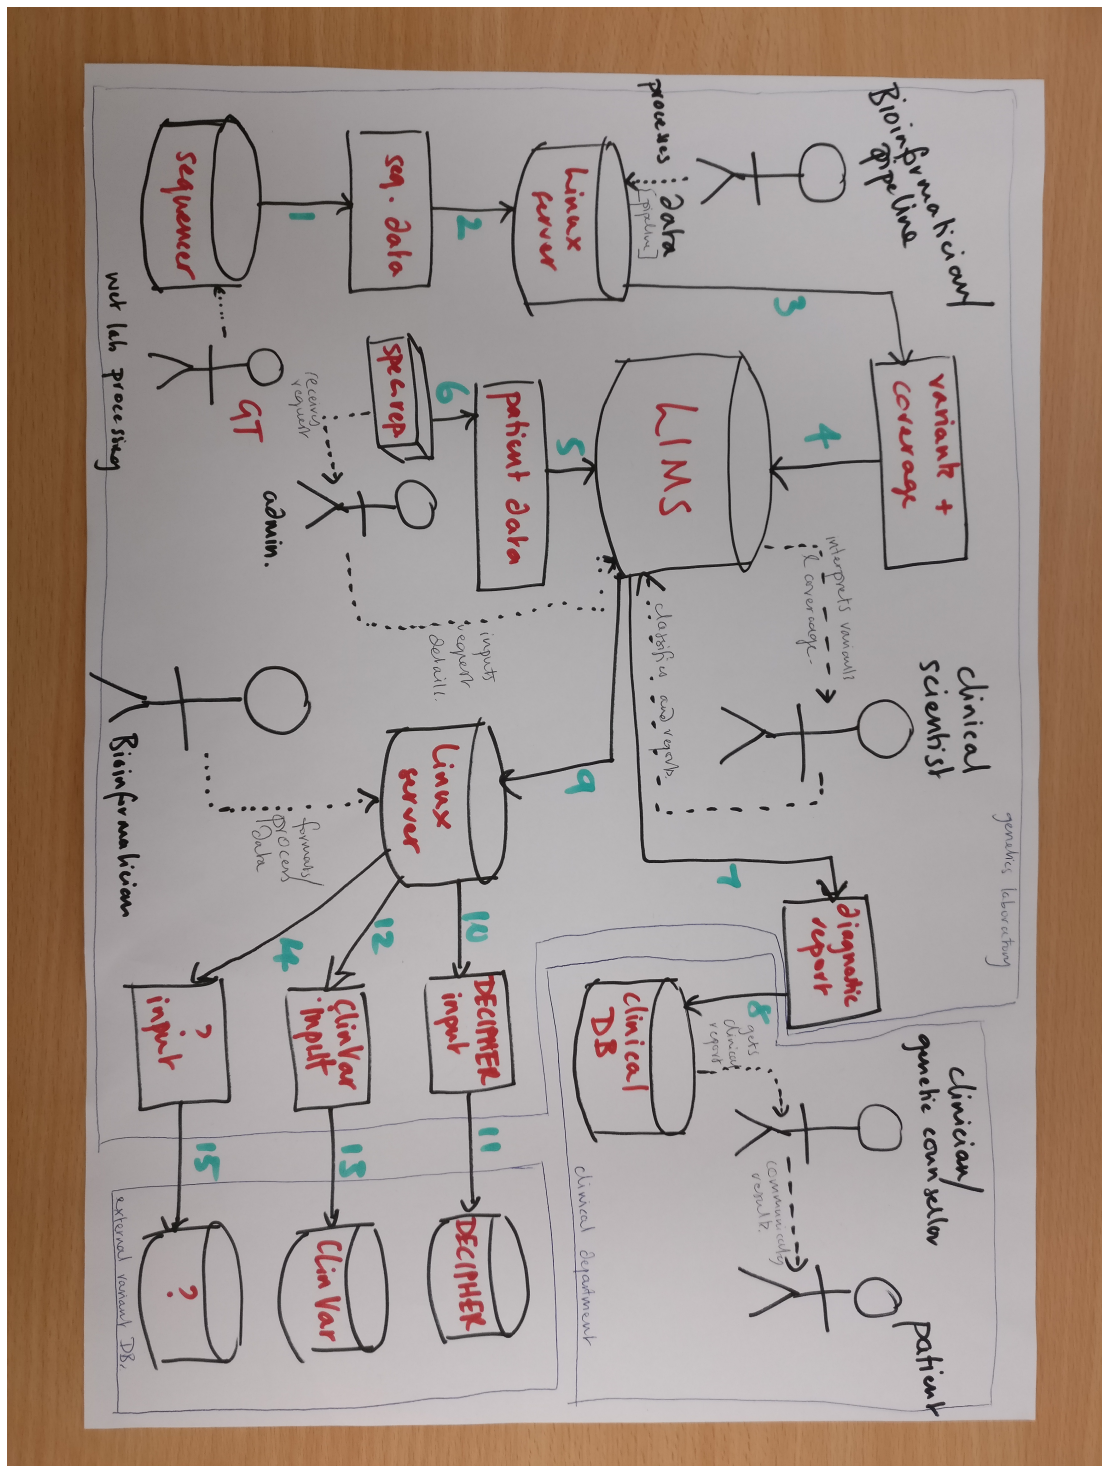 Bioinformatician/
pipeline
processes
data
[pipeline]
sequencer
1
seq. data
2
Linux
server
3
variants +
coverage
wet lab processing
GT
spec rep
6
patient data
5
LIMS
4
receives
request
admin.
inputs
request
details.
interprets variants
& coverage.
classifies and reports.
clinical
scientist
genetics laboratory
Bioinformatician
formats/
process
data
Linux
server
9
7
diagnostic
report
10
12
14
DECIPHER
input
ClinVar
input
?
input
11
13
15
DECIPHER
ClinVar
?
external variant DBs
8
clinical
DB
gets
clinical
report
clinician/
genetic counsellor
communicates
results.
patient
clinical department